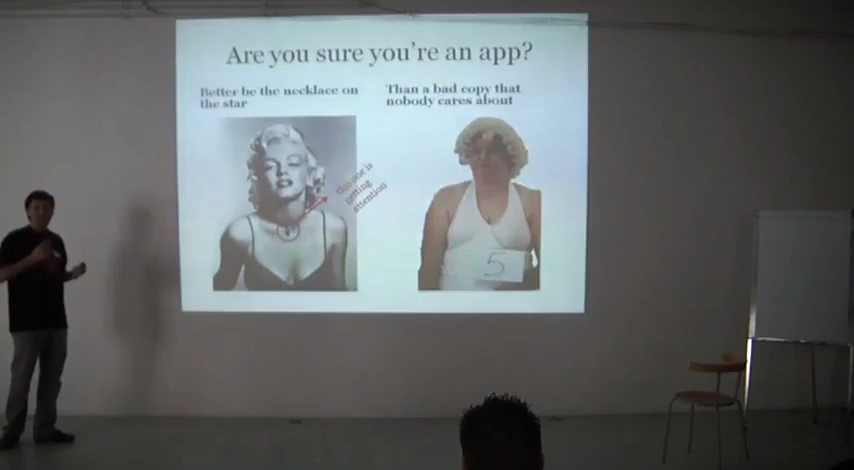 Are you sure you're an app?
Better be the necklace on
the star
Than a bad copy that
nobody cares about
this one is
getting
attention
5